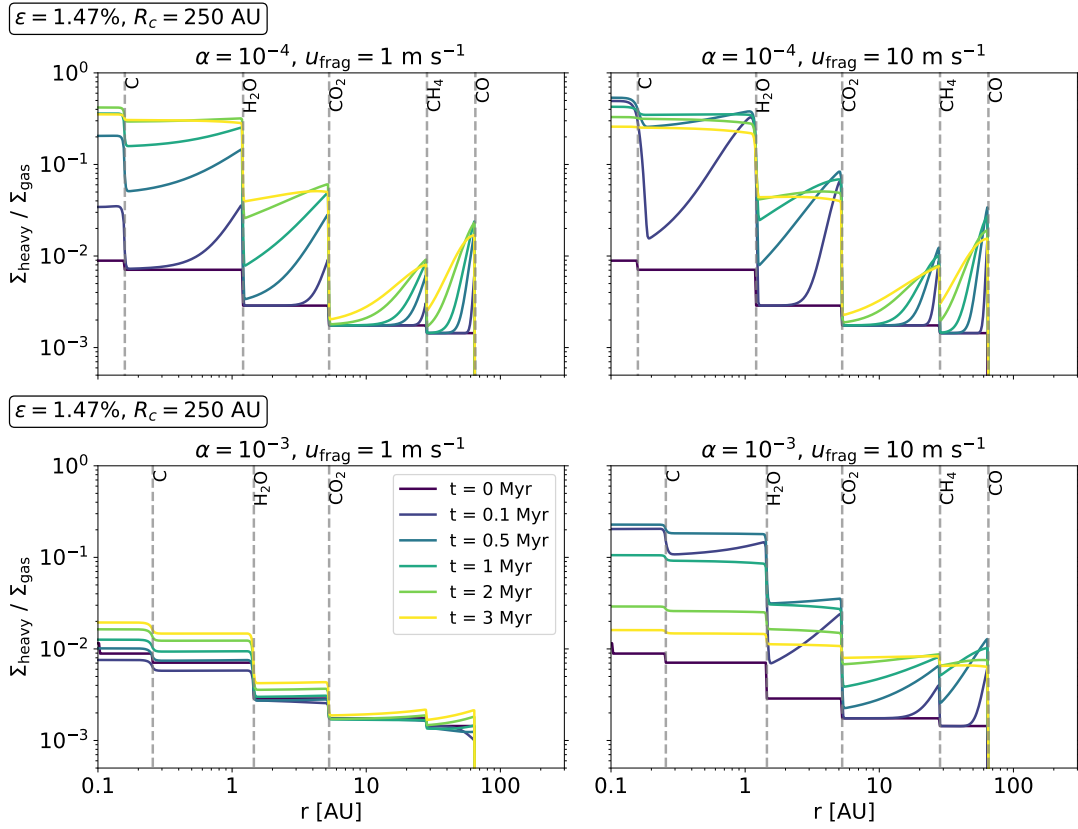 ε = 1.47%, R_c = 250 AU
α = 10⁻⁴, u_frag = 1 m s⁻¹
α = 10⁻⁴, u_frag = 10 m s⁻¹
C
H₂O
CO₂
CH₄
CO
C
H₂O
CO₂
CH₄
CO
10⁰
10⁻¹
10⁻²
10⁻³
Σ_heavy / Σ_gas
ε = 1.47%, R_c = 250 AU
α = 10⁻³, u_frag = 1 m s⁻¹
α = 10⁻³, u_frag = 10 m s⁻¹
C
H₂O
CO₂
C
H₂O
CO₂
CH₄
CO
t = 0 Myr
t = 0.1 Myr
t = 0.5 Myr
t = 1 Myr
t = 2 Myr
t = 3 Myr
10⁰
10⁻¹
10⁻²
10⁻³
Σ_heavy / Σ_gas
0.1 1 10 100
0.1 1 10 100
r [AU]
r [AU]